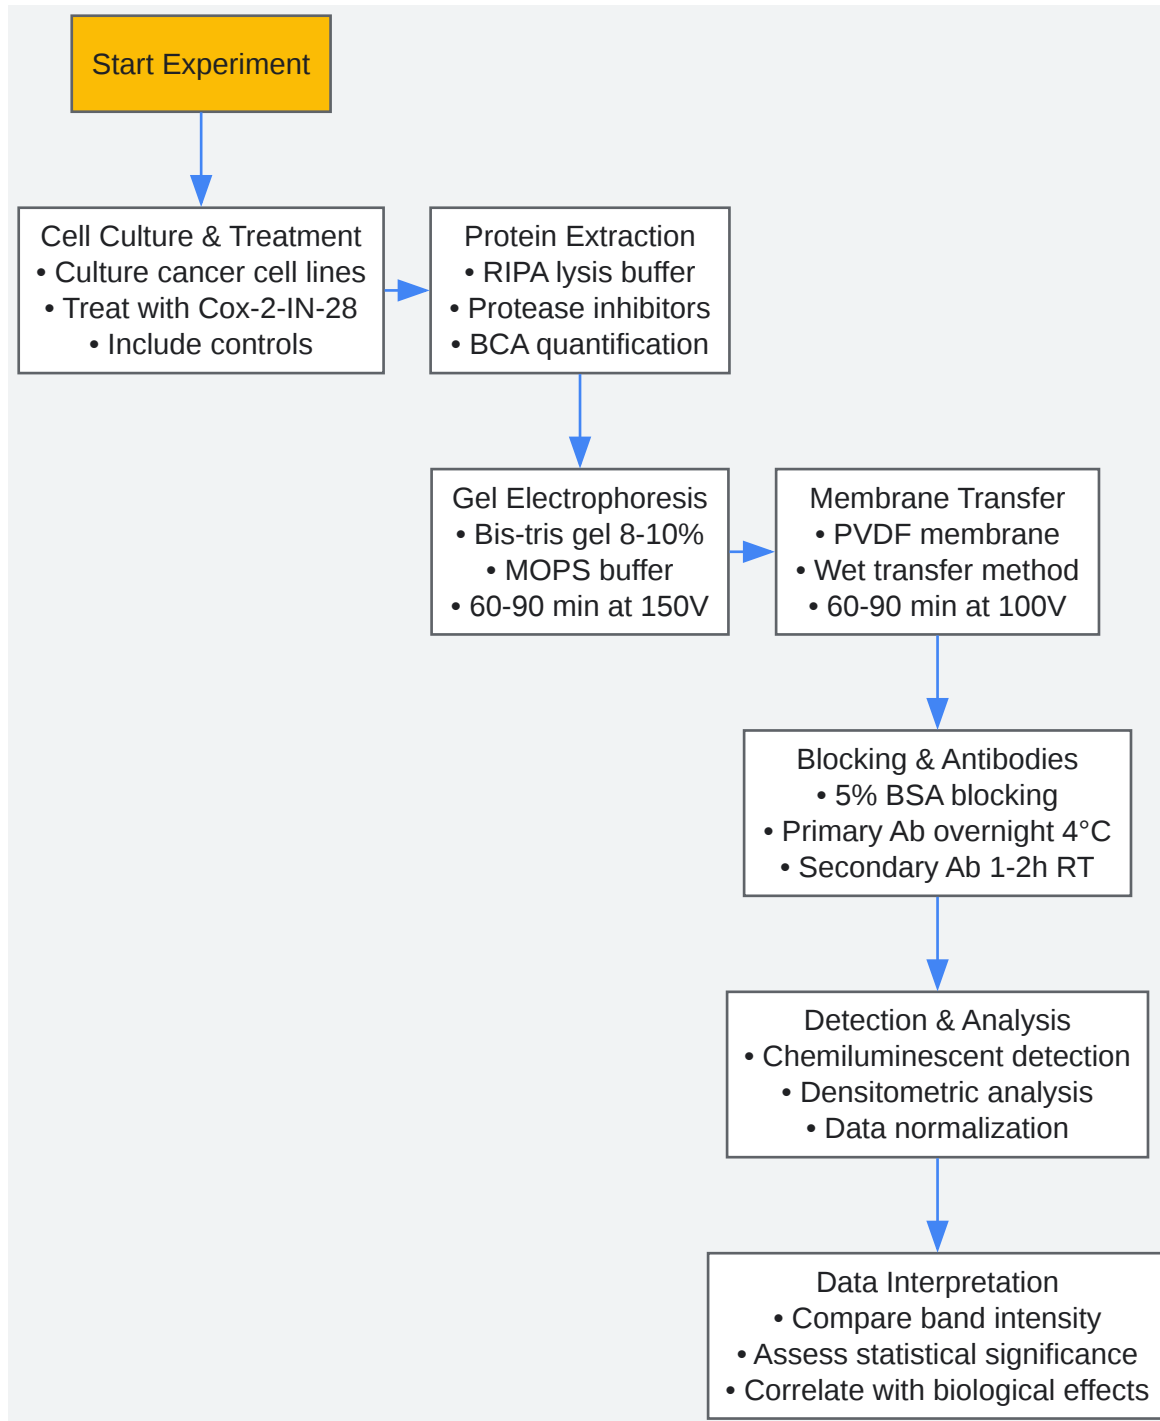 Start Experiment
Cell Culture & Treatment
• Culture cancer cell lines
• Treat with Cox-2-IN-28
• Include controls
Protein Extraction
• RIPA lysis buffer
• Protease inhibitors
• BCA quantification
Gel Electrophoresis
• Bis-tris gel 8-10%
• MOPS buffer
• 60-90 min at 150V
Membrane Transfer
• PVDF membrane
• Wet transfer method
• 60-90 min at 100V
Blocking & Antibodies
• 5% BSA blocking
• Primary Ab overnight 4°C
• Secondary Ab 1-2h RT
Detection & Analysis
• Chemiluminescent detection
• Densitometric analysis
• Data normalization
Data Interpretation
• Compare band intensity
• Assess statistical significance
• Correlate with biological effects